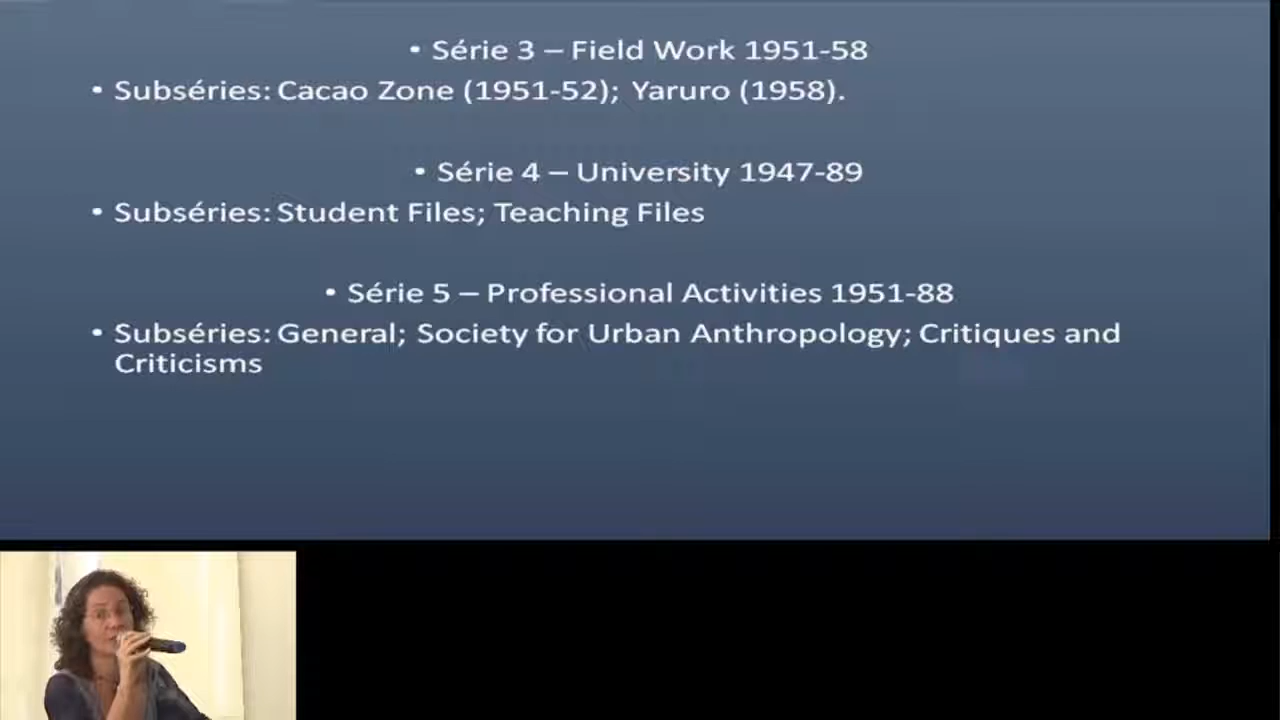 • Série 3 – Field Work 1951-58
• Subséries: Cacao Zone (1951-52); Yaruro (1958).
• Série 4 – University 1947-89
• Subséries: Student Files; Teaching Files
• Série 5 – Professional Activities 1951-88
• Subséries: General; Society for Urban Anthropology; Critiques and
Criticisms